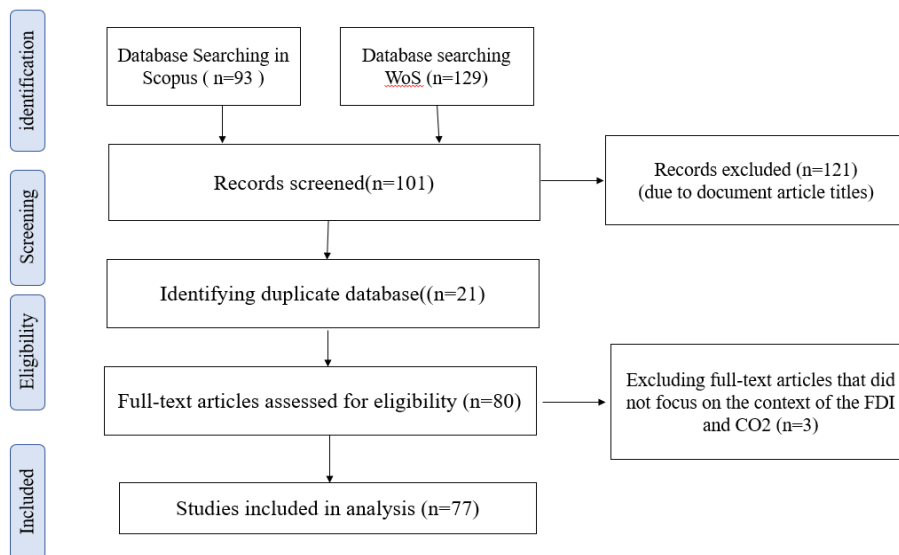 identification
Database Searching in
Scopus ( n=93 )
Database searching
WoS (n=129)
Records screened(n=101)
Records excluded (n=121)
(due to document article titles)
Screening
Identifying duplicate database((n=21)
Eligibility
Full-text articles assessed for eligibility (n=80)
Excluding full-text articles that did
not focus on the context of the FDI
and CO2 (n=3)
Included
Studies included in analysis (n=77)